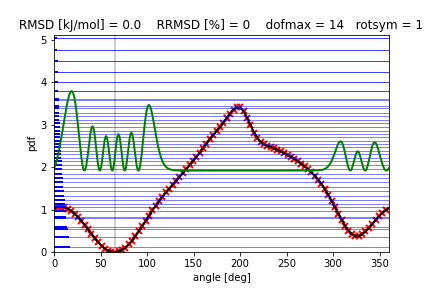 RMSD [kJ/mol] = 0.0    RRMSD [%] = 0    dofmax = 14   rotsym = 1
5
4
3
2
1
0
pdf
0 50 100 150 200 250 300 350
angle [deg]